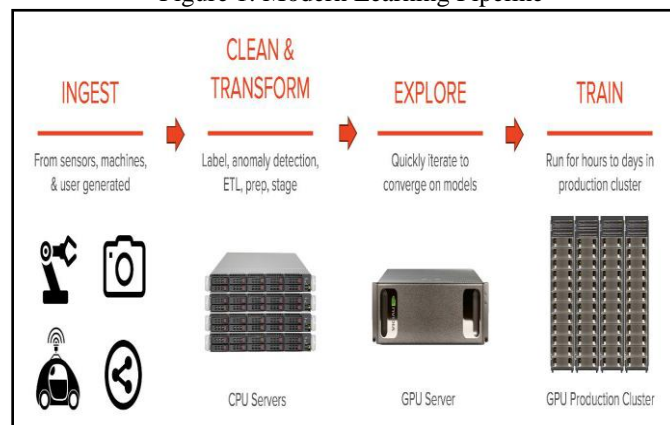 Figure 1: Modern Learning Pipeline
INGEST
From sensors, machines,
& user generated
CLEAN &
TRANSFORM
Label, anomaly detection,
ETL, prep, stage
CPU Servers
EXPLORE
Quickly iterate to
converge on models
GPU Server
TRAIN
Run for hours to days in
production cluster
GPU Production Cluster